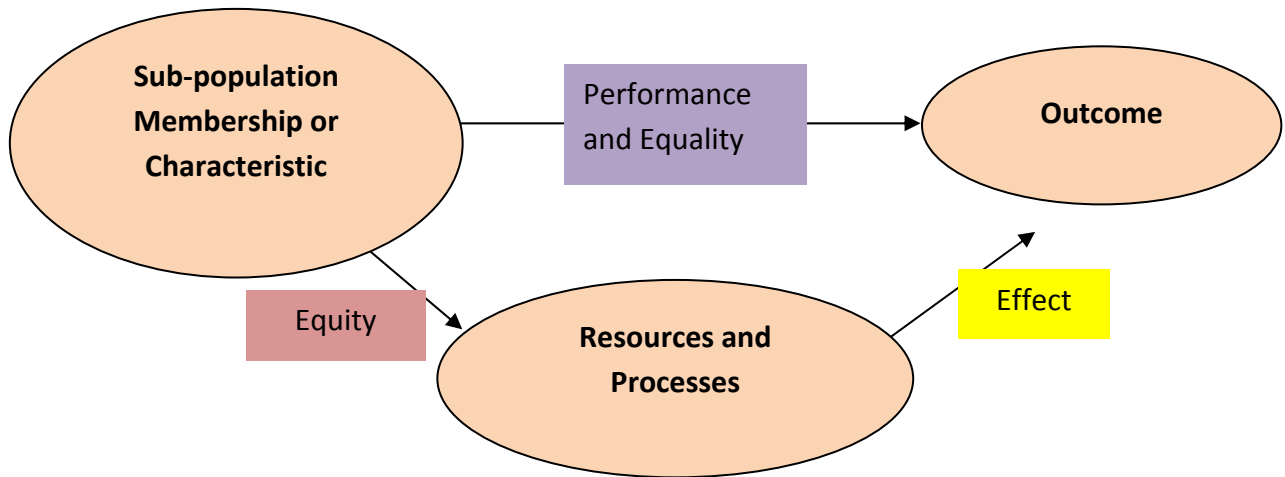 Sub-population
Membership or
Characteristic
Performance
and Equality
Outcome
Equity
Effect
Resources and
Processes